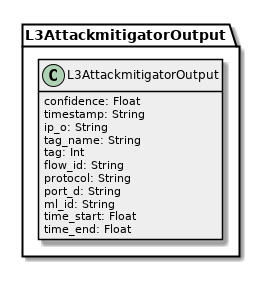 L3AttackmitigatorOutput
C L3AttackmitigatorOutput
confidence: Float
timestamp: String
ip_o: String
tag_name: String
tag: Int
flow_id: String
protocol: String
port_d: String
ml_id: String
time_start: Float
time_end: Float